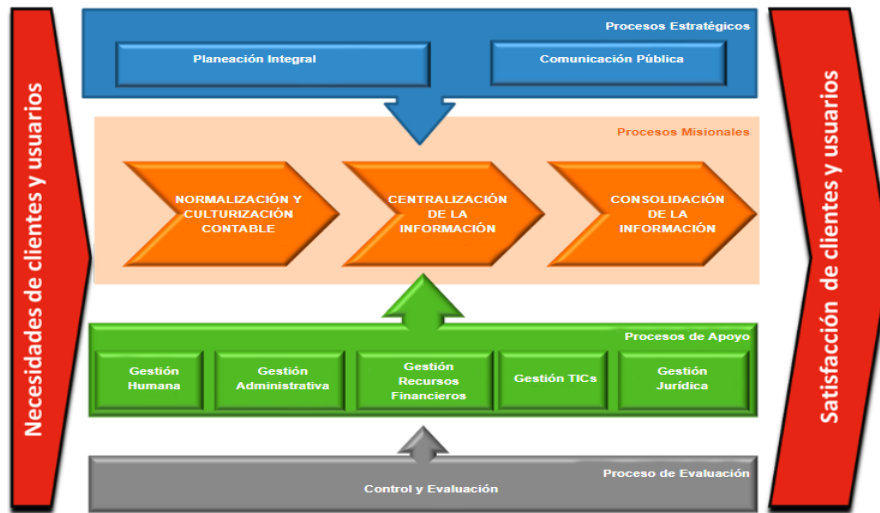 Necesidades de clientes y usuarios
Procesos Estratégicos
Planeación Integral
Comunicación Pública
Procesos Misionales
NORMALIZACIÓN Y
CULTURIZACIÓN
CONTABLE
CENTRALIZACIÓN
DE LA
INFORMACIÓN
CONSOLIDACIÓN
DE LA
INFORMACIÓN
Procesos de Apoyo
Gestión
Humana
Gestión
Administrativa
Gestión
Recursos
Financieros
Gestión TICs
Gestión
Jurídica
Proceso de Evaluación
Control y Evaluación
Satisfacción de clientes y usuarios